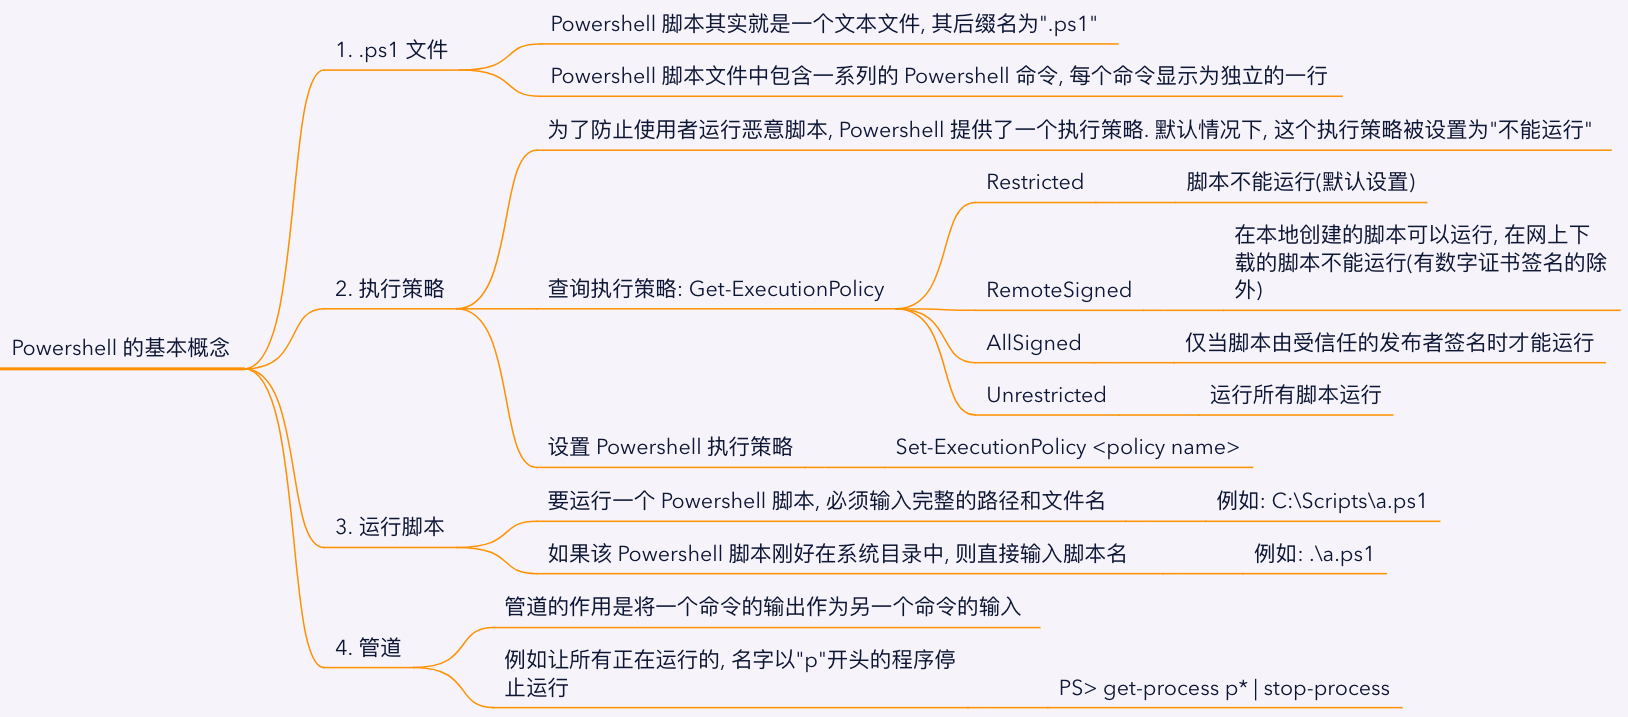 Powershell 的基本概念
1. .ps1 文件
Powershell 脚本其实就是一个文本文件, 其后缀名为".ps1"
Powershell 脚本文件中包含一系列的 Powershell 命令, 每个命令显示为独立的一行
2. 执行策略
为了防止使用者运行恶意脚本, Powershell 提供了一个执行策略. 默认情况下, 这个执行策略被设置为"不能运行"
查询执行策略: Get-ExecutionPolicy
Restricted
脚本不能运行(默认设置)
RemoteSigned
在本地创建的脚本可以运行, 在网上下
载的脚本不能运行(有数字证书签名的除
外)
AllSigned
仅当脚本由受信任的发布者签名时才能运行
Unrestricted
运行所有脚本运行
设置 Powershell 执行策略
Set-ExecutionPolicy <policy name>
3. 运行脚本
要运行一个 Powershell 脚本, 必须输入完整的路径和文件名
例如: C:\Scripts\a.ps1
如果该 Powershell 脚本刚好在系统目录中, 则直接输入脚本名
例如: .\a.ps1
4. 管道
管道的作用是将一个命令的输出作为另一个命令的输入
例如让所有正在运行的, 名字以"p"开头的程序停
止运行
PS> get-process p* | stop-process